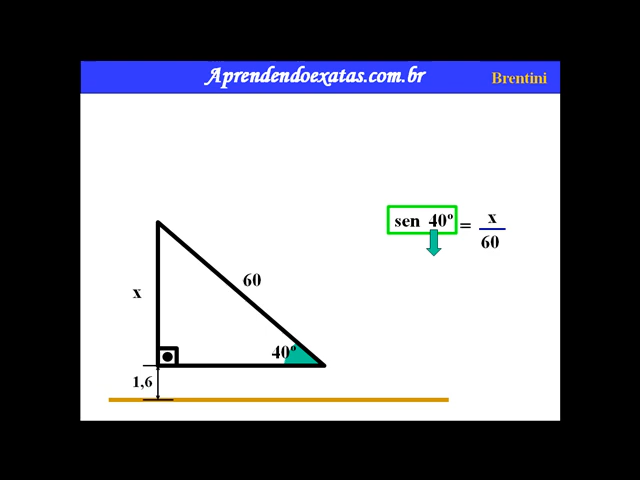 Aprendendoexatas.com.br
Brentini
sen 40º = x
60
60
x
40º
1,6